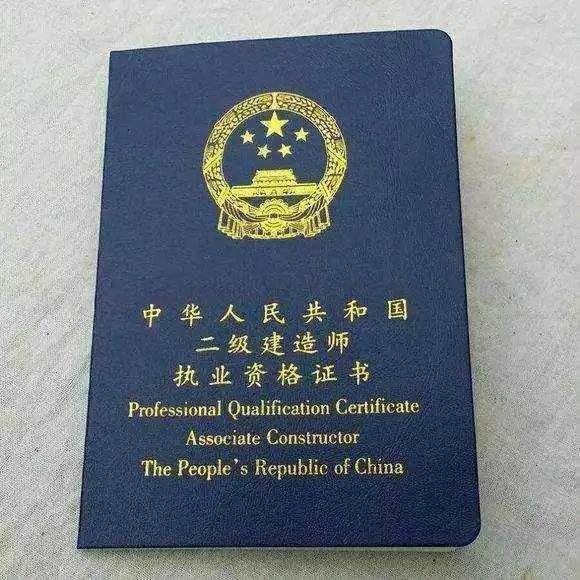 中华人民共和国
二级建造师
执业资格证书
Professional Qualification Certificate
Associate Constructor
The People's Republic of China